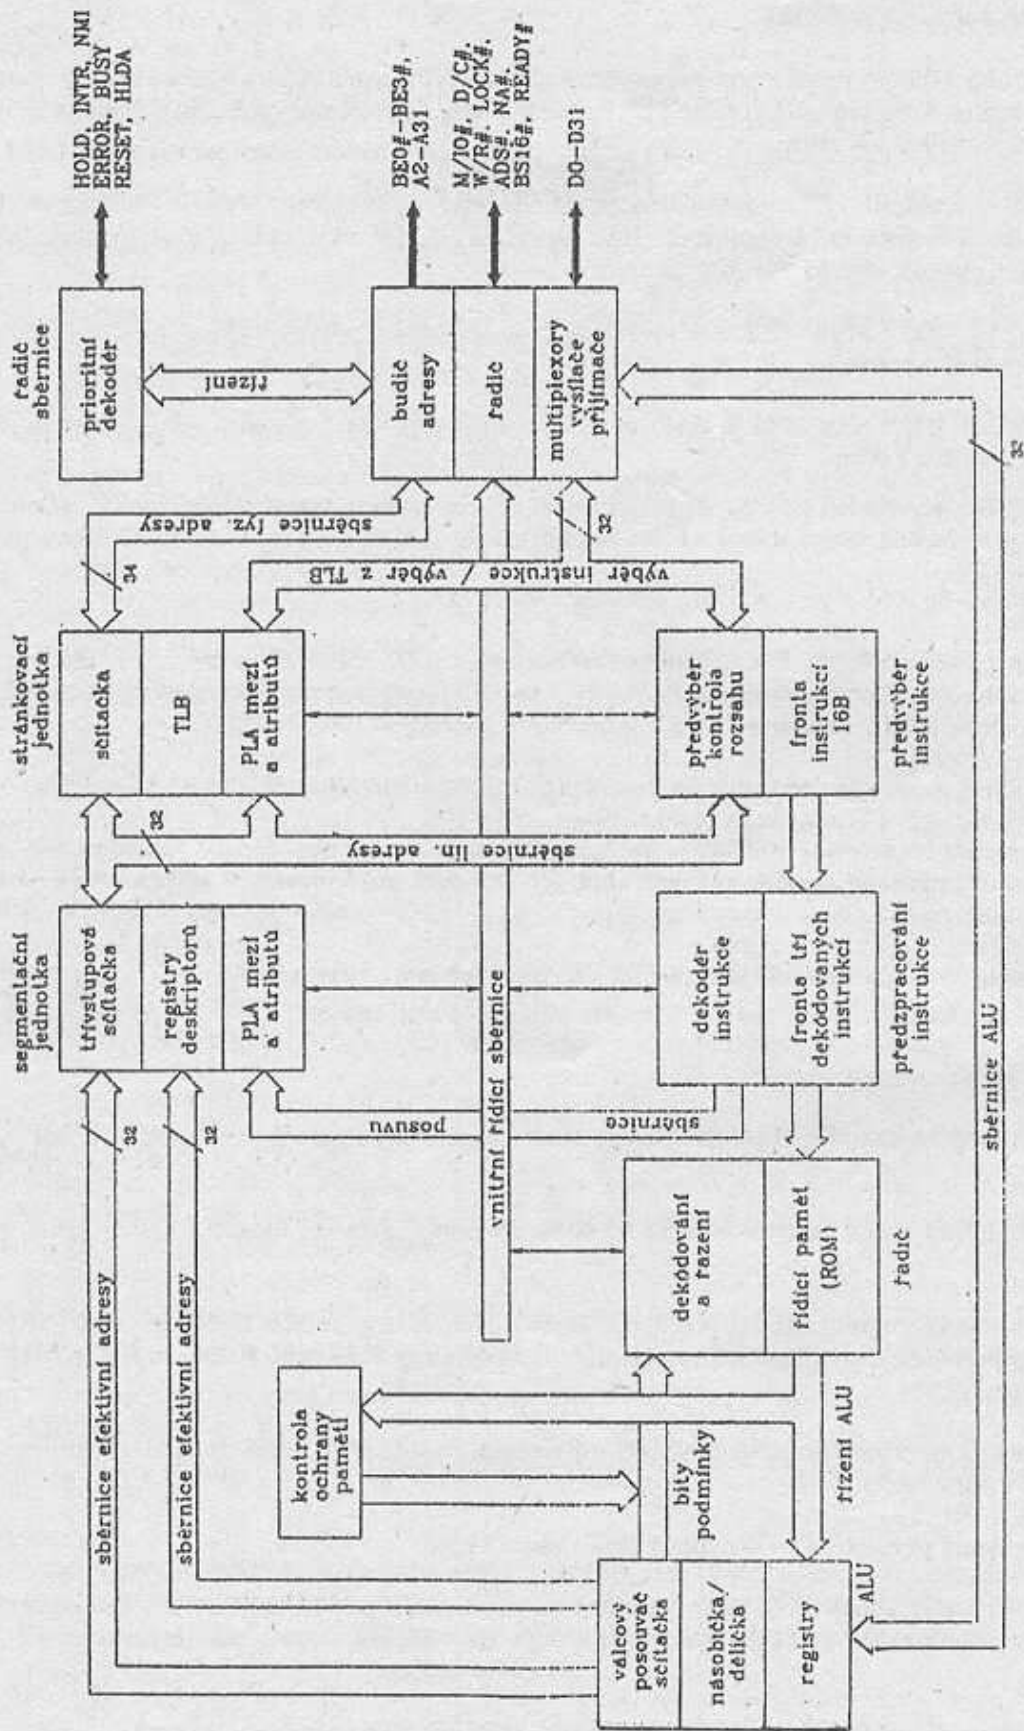 segmentační
jednotka
stránkovací
jednotka
řadič
sběrnice
sběrnice efektivní adresy
32
sběrnice efektivní adresy
32
třívstupová
sčítačka
registry
deskriptorů
PLA mezí
a atributů
32
sčítačka
TLB
PLA mezí
a atributů
34
sběrnice fyz. adresy
prioritní
dekodér
řízení
HOLD, INTR, NMI
ERROR, BUSY
RESET, HLDA
budič
adresy
řadič
multiplexory
vysílače
přijímače
BE0#-BE3#,
A2-A31
M/IO#, D/C#,
W/R#, LOCK#,
ADS#, NA#,
BS16#, READY#
D0-D31
32
kontrola
ochrany
paměti
vnitřní řídící sběrnice
posuvu
sběrnice
sběrnice lin. adresy
výběr instrukce / výběr z TLB
válcový
posouvač
sčítačka
násobička/
dělička
registry
ALU
bity
podmínky
řízení ALU
dekódování
a řazení
řídící paměť
(ROM)
řadič
dekodér
instrukce
fronta tří
dekódovaných
instrukcí
předzpracování
instrukce
předvýběr
kontrola
rozsahu
fronta
instrukcí
16B
předvýběr
instrukce
sběrnice ALU
32